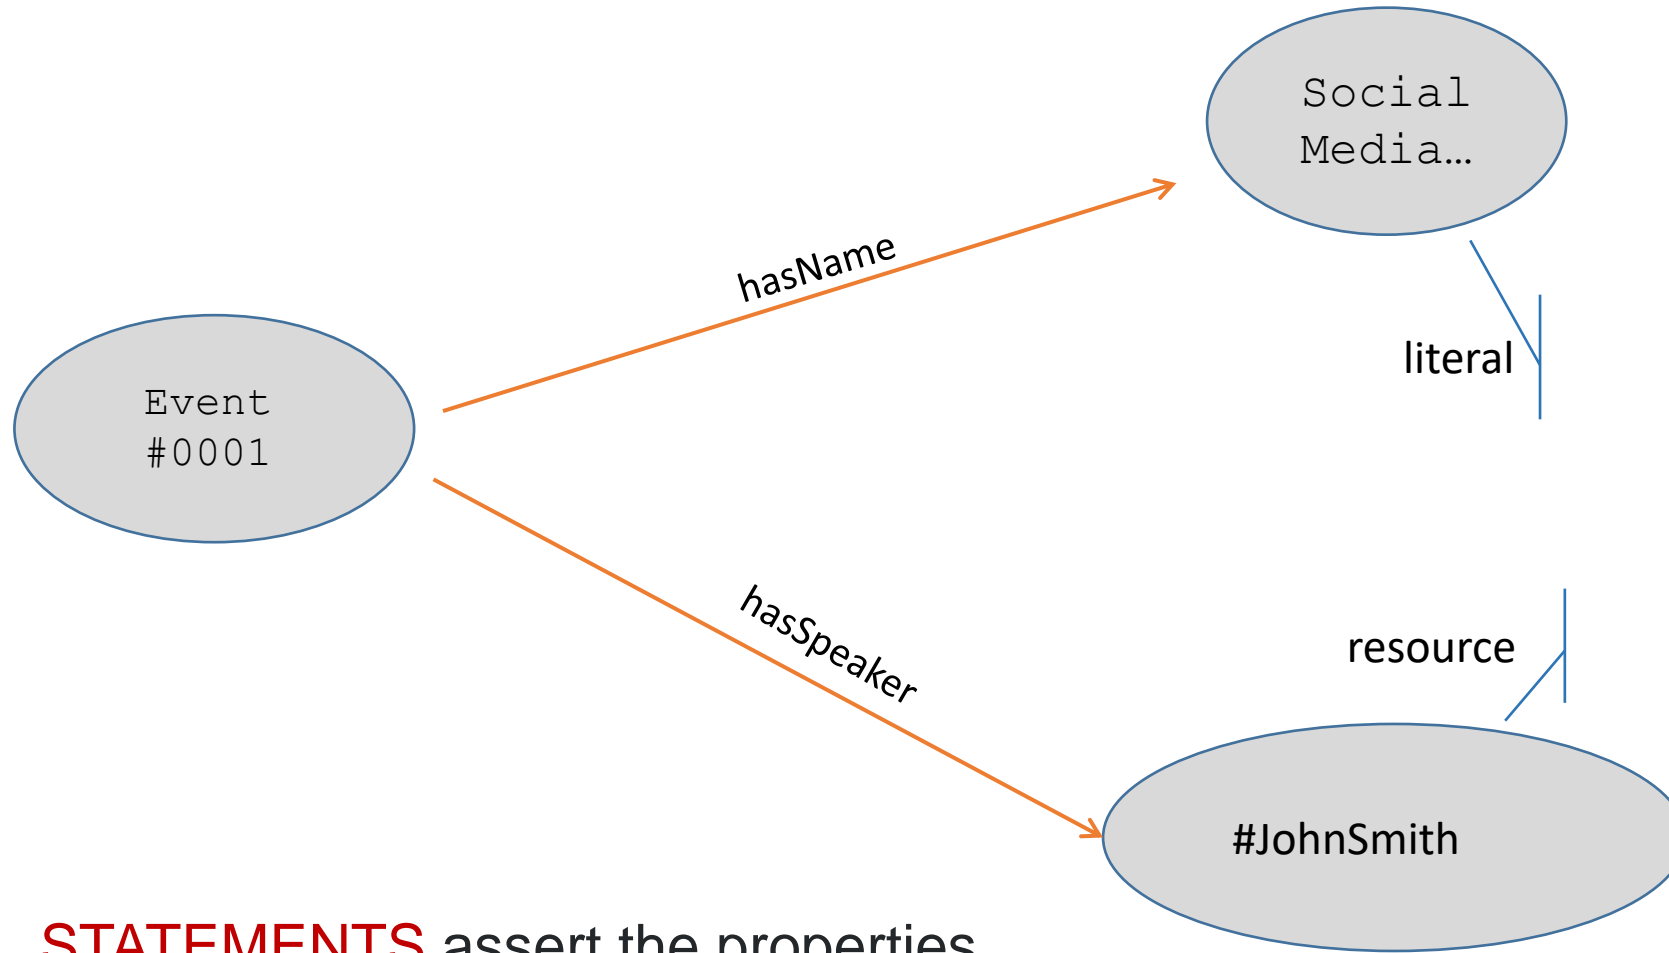 Social
Media…
hasName
literal
Event
#0001
hasSpeaker
resource
#JohnSmith
STATEMENTS assert the properties